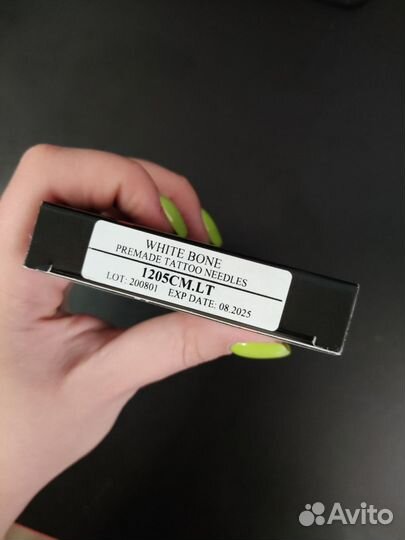 WHITE BONE
PREMADE TATTOO NEEDLES
1205CM.LT
LOT: 200801 EXP DATE: 08.2025
Avito